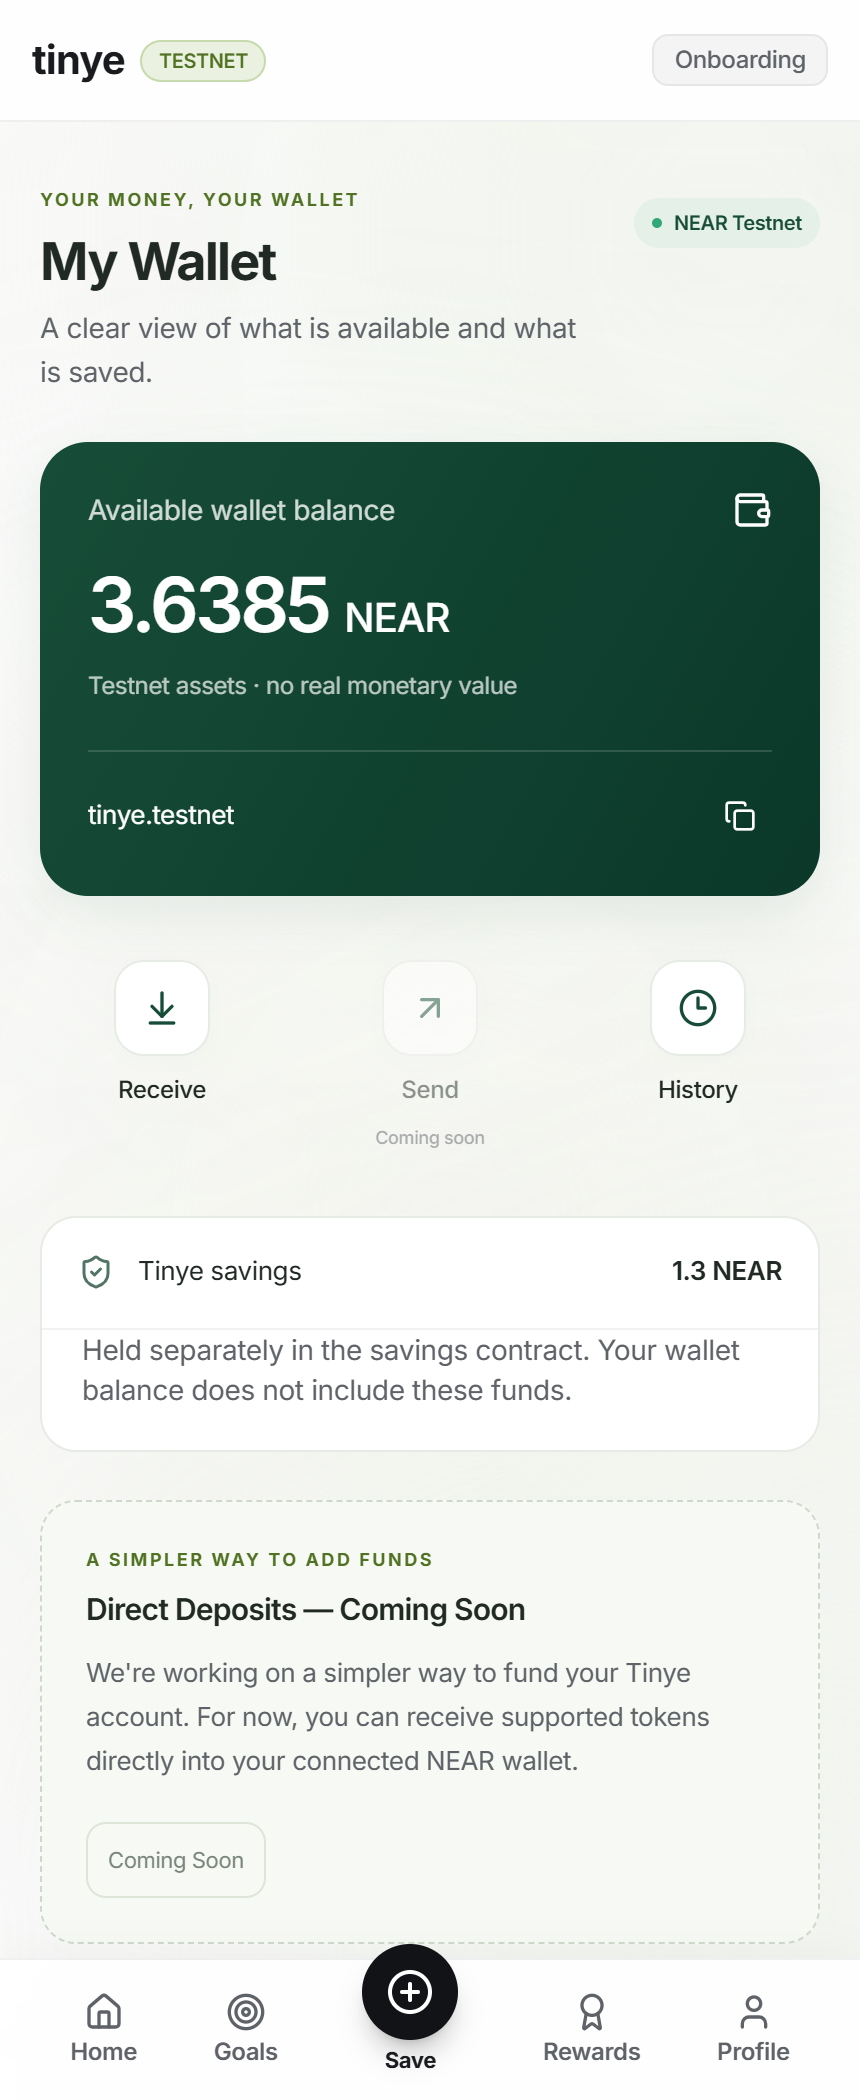 tinye
TESTNET
Onboarding
YOUR MONEY, YOUR WALLET
NEAR Testnet
My Wallet
A clear view of what is available and what
is saved.
Available wallet balance
3.6385 NEAR
Testnet assets · no real monetary value
tinye.testnet
Receive
Send
History
Coming soon
Tinye savings
1.3 NEAR
Held separately in the savings contract. Your wallet
balance does not include these funds.
A SIMPLER WAY TO ADD FUNDS
Direct Deposits — Coming Soon
We're working on a simpler way to fund your Tinye
account. For now, you can receive supported tokens
directly into your connected NEAR wallet.
Coming Soon
Home
Goals
Save
Rewards
Profile